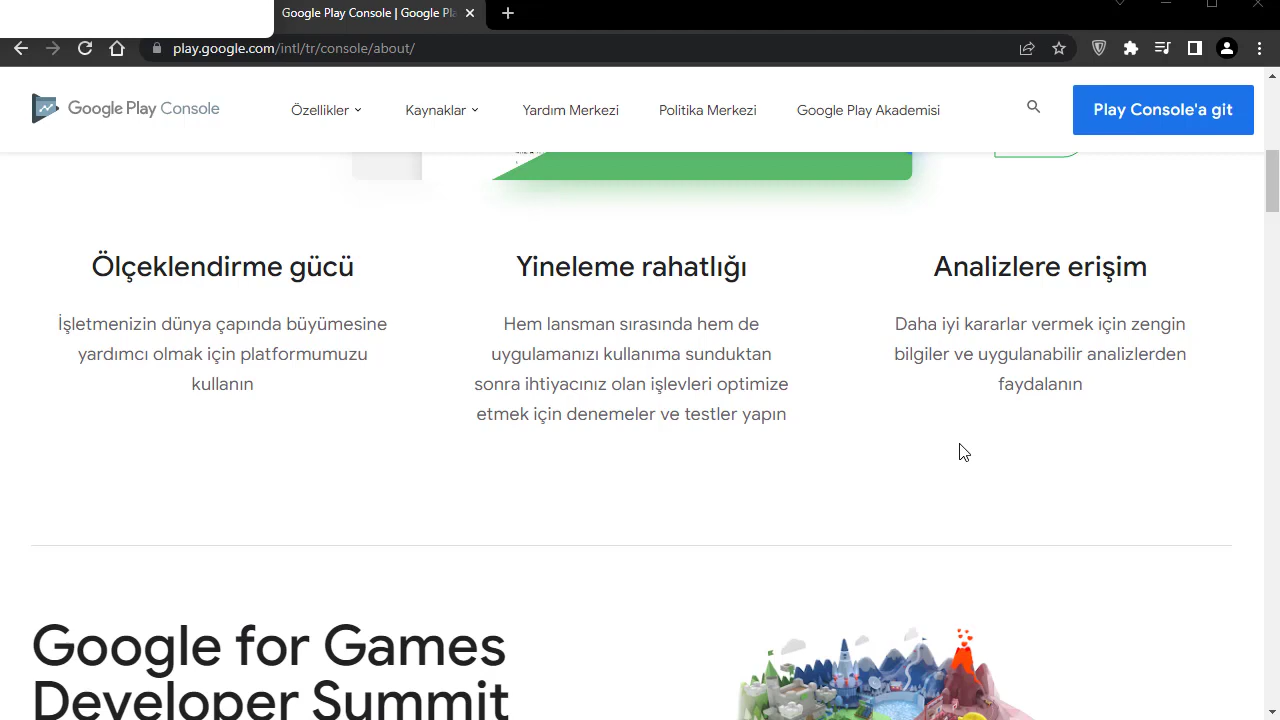 Google Play Console | Google Pla
play.google.com/intl/tr/console/about/
Google Play Console
Özellikler
Kaynaklar
Yardım Merkezi
Politika Merkezi
Google Play Akademisi
Play Console'a git
Ölçeklendirme gücü
İşletmenizin dünya çapında büyümesine
yardımcı olmak için platformumuzu
kullanın
Yineleme rahatlığı
Hem lansman sırasında hem de
uygulamanızı kullanıma sunduktan
sonra ihtiyacınız olan işlevleri optimize
etmek için denemeler ve testler yapın
Analizlere erişim
Daha iyi kararlar vermek için zengin
bilgiler ve uygulanabilir analizlerden
faydalanın
Google for Games
Developer Summit